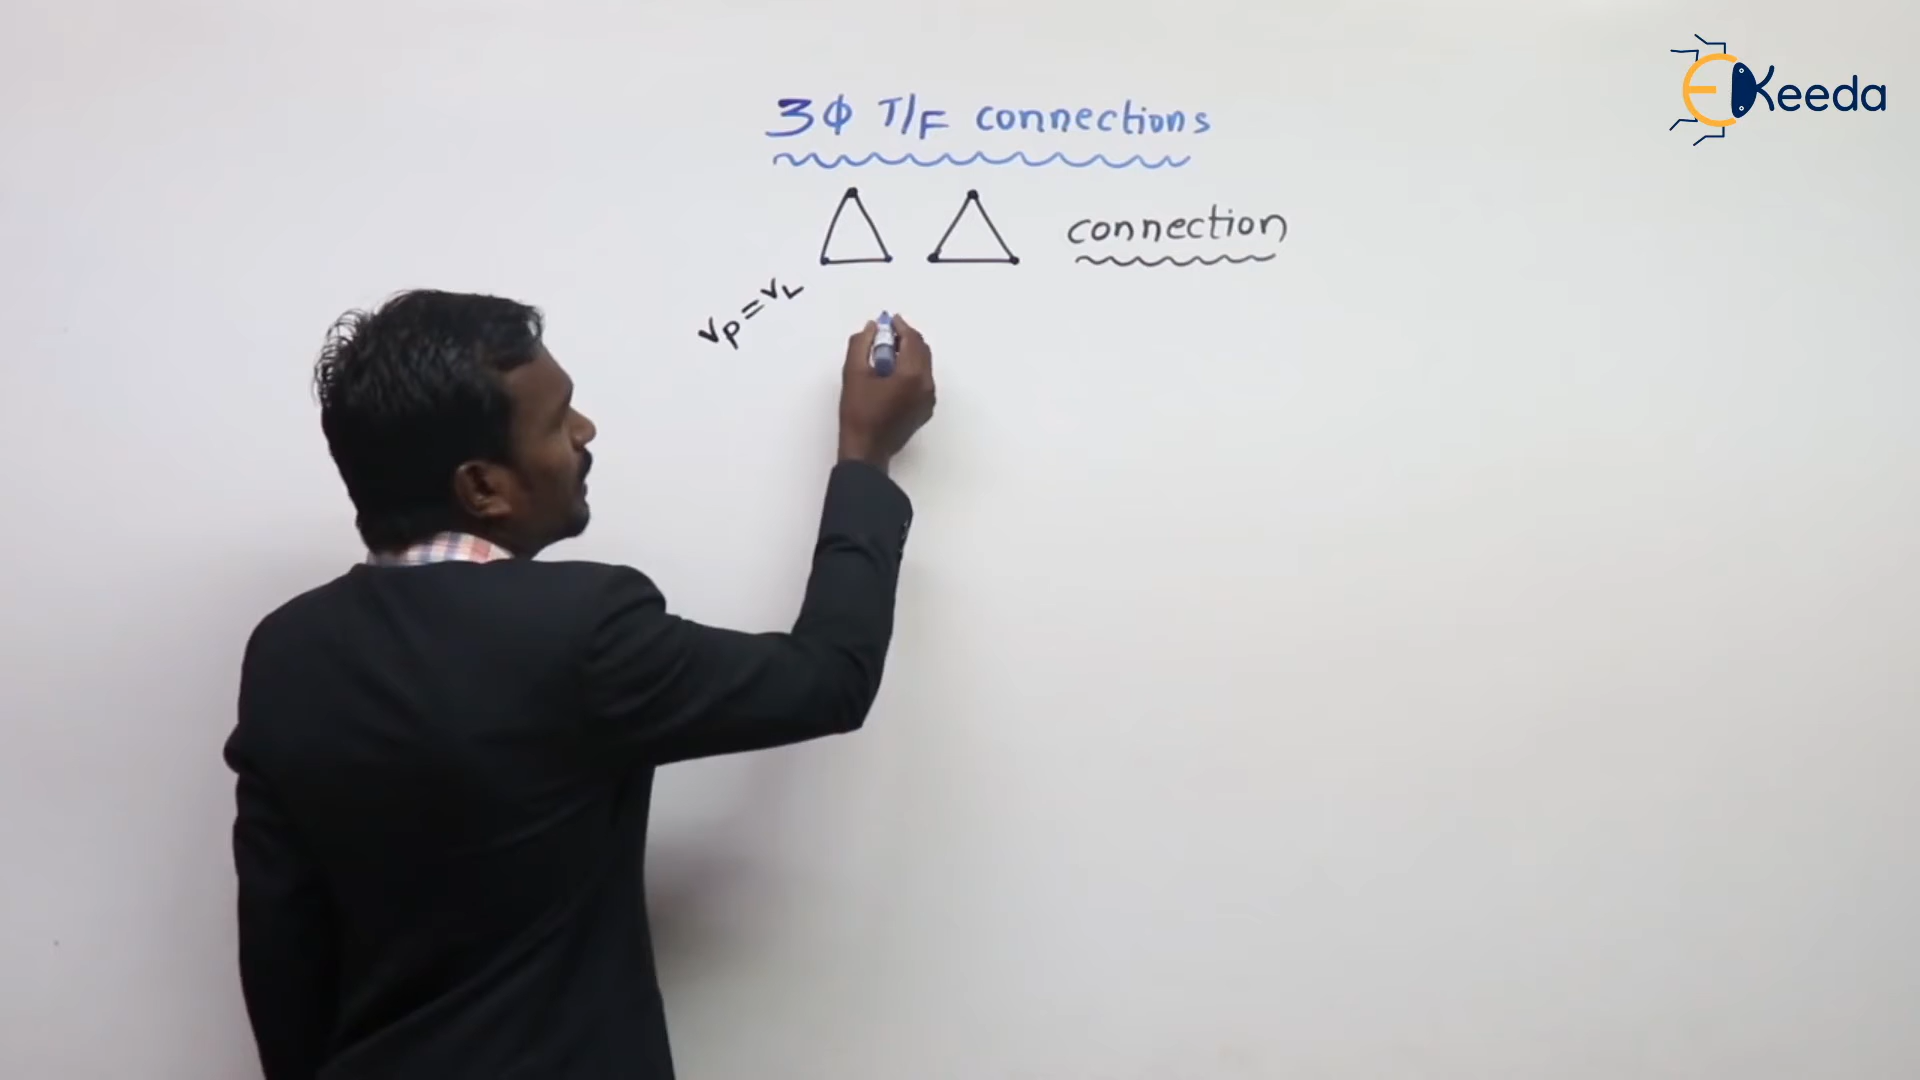 3Φ T/F connections
Δ Δ connection
VP = VL
EKeeda